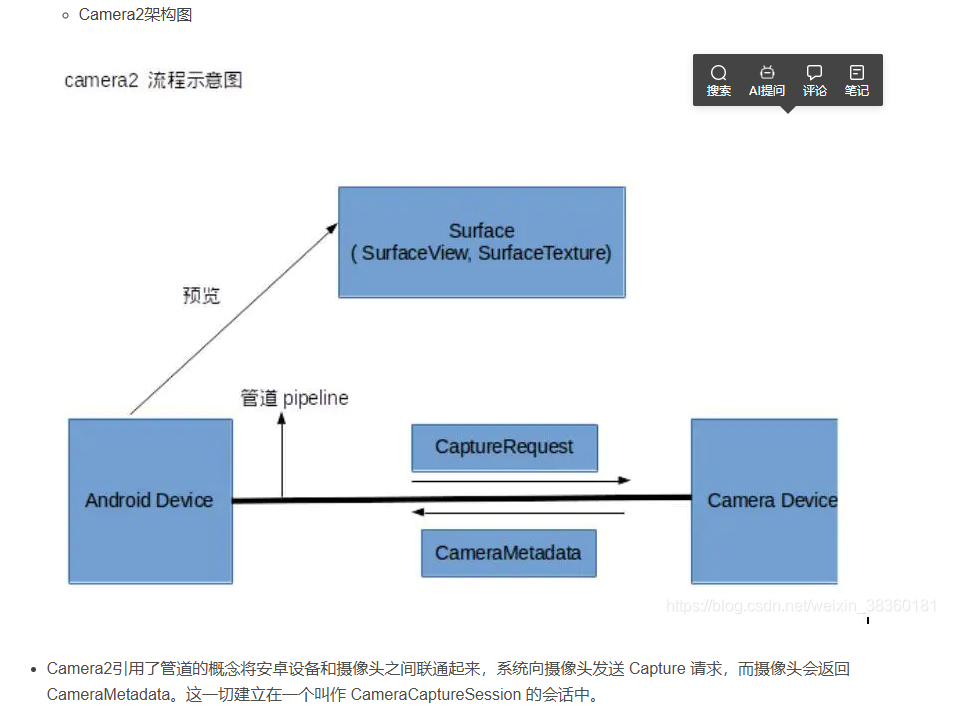 Camera2架构图
camera2 流程示意图
搜索 AI提问 评论 笔记
Surface
( SurfaceView, SurfaceTexture)
预览
管道 pipeline
CaptureRequest
Android Device
Camera Device
CameraMetadata
https://blog.csdn.net/weixin_38360181
Camera2引用了管道的概念将安卓设备和摄像头之间联通起来，系统向摄像头发送 Capture 请求，而摄像头会返回
CameraMetadata。这一切建立在一个叫作 CameraCaptureSession 的会话中。